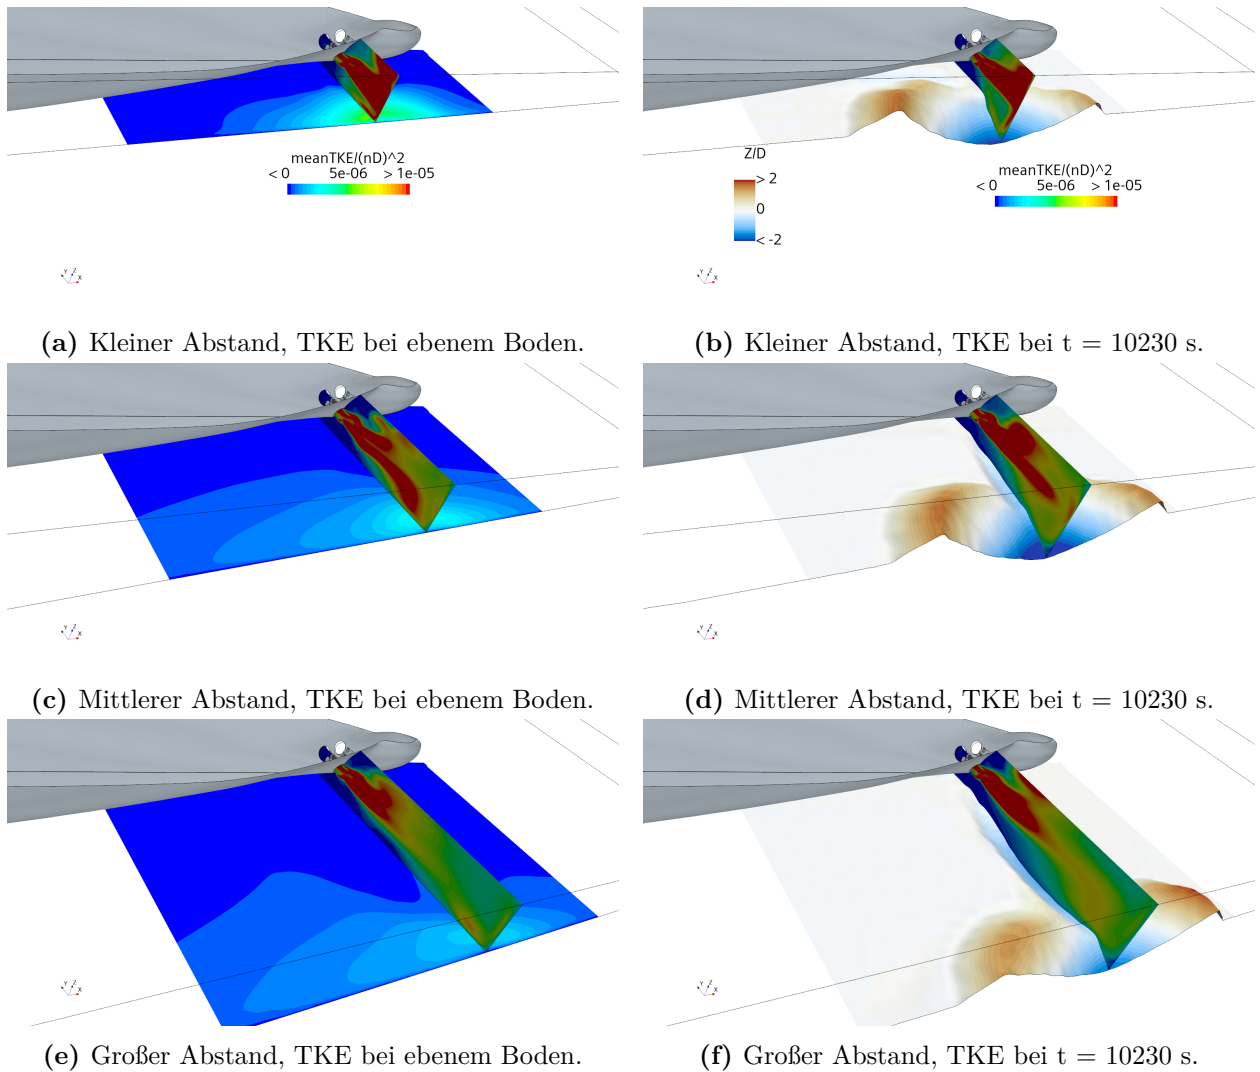 meanTKE/(nD)^2
< 0 5e-06 > 1e-05
Y Z X
Z/D
> 2
0
< -2
meanTKE/(nD)^2
< 0 5e-06 > 1e-05
Y Z X
(a) Kleiner Abstand, TKE bei ebenem Boden.
(b) Kleiner Abstand, TKE bei t = 10230 s.
Y Z X
Y Z X
(c) Mittlerer Abstand, TKE bei ebenem Boden.
(d) Mittlerer Abstand, TKE bei t = 10230 s.
Y Z X
Y Z X
(e) Großer Abstand, TKE bei ebenem Boden.
(f) Großer Abstand, TKE bei t = 10230 s.